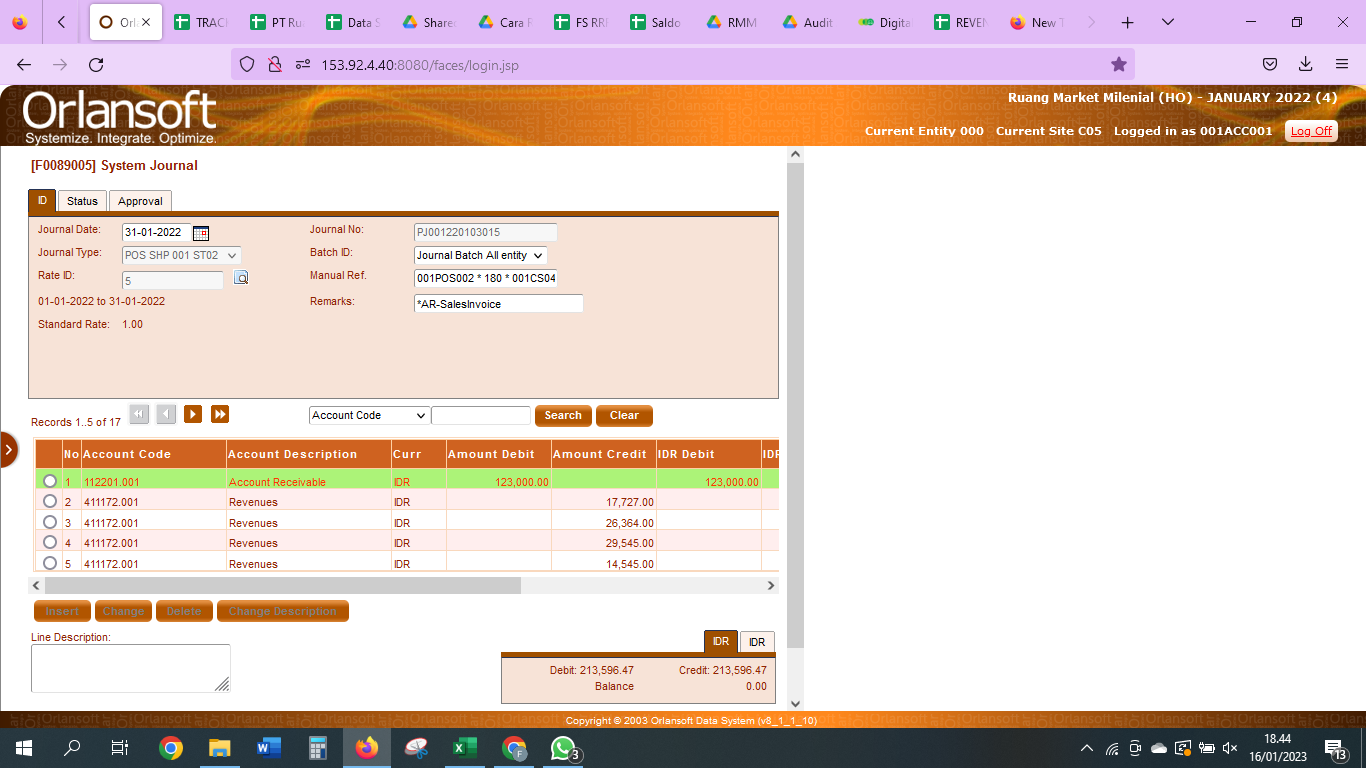 Orl
TRAC
PT Ru
Data S
Share
Cara P
FS RR
Saldo
RMM
Audit
Digita
REVEN
New T
153.92.4.40:8080/faces/login.jsp
Orlansoft
Systemize. Integrate. Optimize.
Ruang Market Milenial (HO) - JANUARY 2022 (4)
Current Entity 000 Current Site C05 Logged in as 001ACC001 Log Off
[F0089005] System Journal
ID Status Approval
Journal Date: 31-01-2022 Journal No: PJ001220103015
Journal Type: POS SHP 001 ST02 Batch ID: Journal Batch All entity
Rate ID: 5 Manual Ref. 001POS002 * 180 * 001CS04
01-01-2022 to 31-01-2022 Remarks: *AR-SalesInvoice
Standard Rate: 1.00
Records 1..5 of 17 Account Code Search Clear
No Account Code Account Description Curr Amount Debit Amount Credit IDR Debit IDR
1 112201.001 Account Receivable IDR 123,000.00 123,000.00
2 411172.001 Revenues IDR 17,727.00
3 411172.001 Revenues IDR 26,364.00
4 411172.001 Revenues IDR 29,545.00
5 411172.001 Revenues IDR 14,545.00
Insert Change Delete Change Description
Line Description:
IDR IDR
Debit: 213,596.47 Credit: 213,596.47
Balance 0.00
Copyright © 2003 Orlansoft Data System (v8_1_1_10)
3
18.44
16/01/2023
13